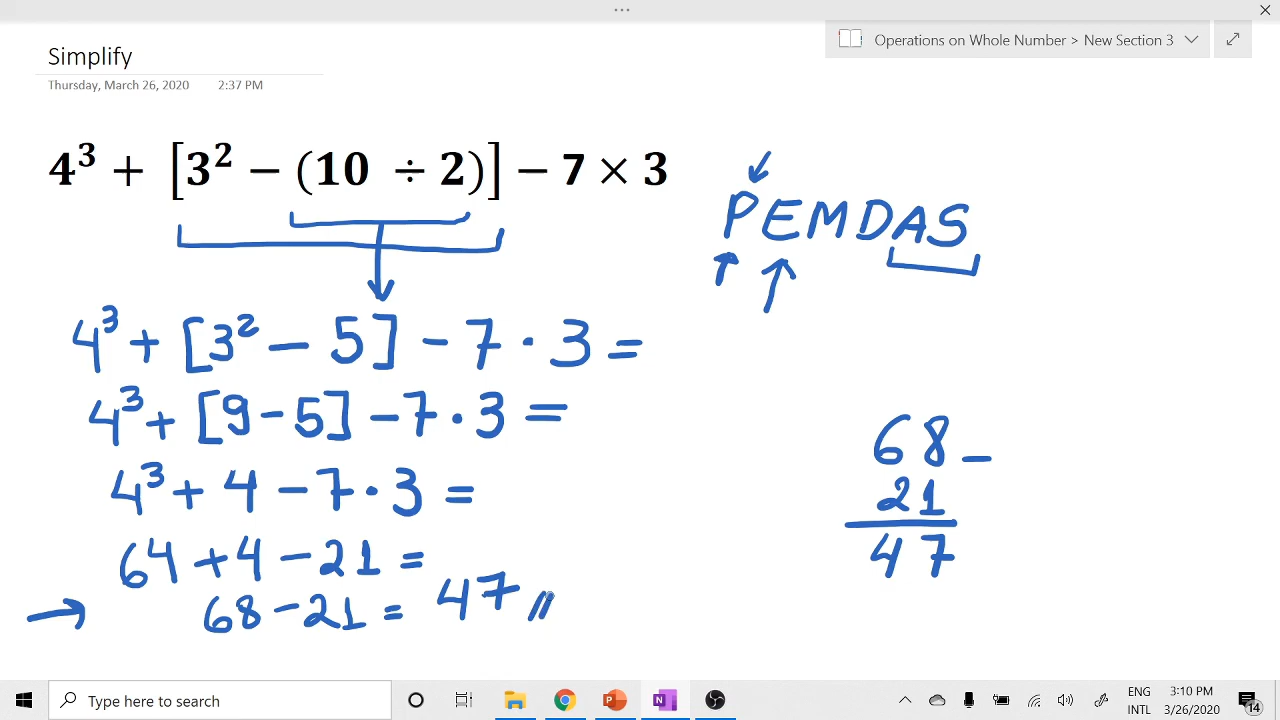 Operations on Whole Number > New Section 3
Simplify
Thursday, March 26, 2020 2:37 PM
4³ + [3² − (10 ÷ 2)] − 7 × 3
PEMDAS
4³ + [3² − 5] − 7 · 3 =
4³ + [9 − 5] − 7 · 3 =
4³ + 4 − 7 · 3 =
64 + 4 − 21 =
68 − 21 = 47 //
68 −
21
47
Type here to search
ENG 3:10 PM
INTL 3/26/2020 14